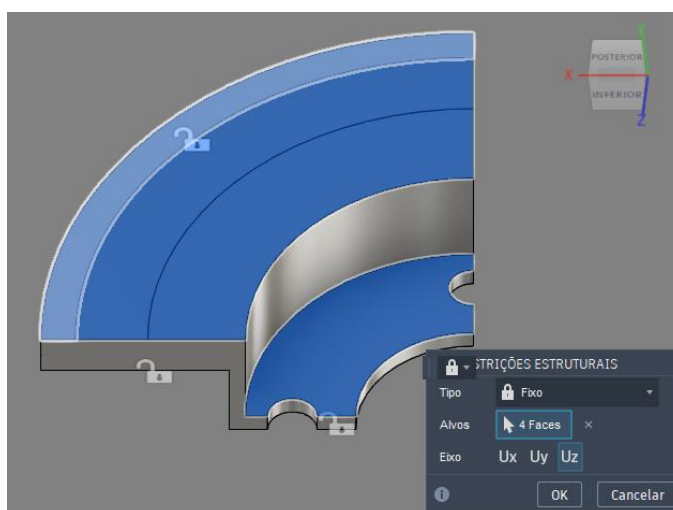 Y
POSTERIOR
X
INFERIOR
Z
STRIÇÕES ESTRUTURAIS
Tipo Fixo
Alvos 4 Faces ×
Eixo Ux Uy Uz
OK Cancelar